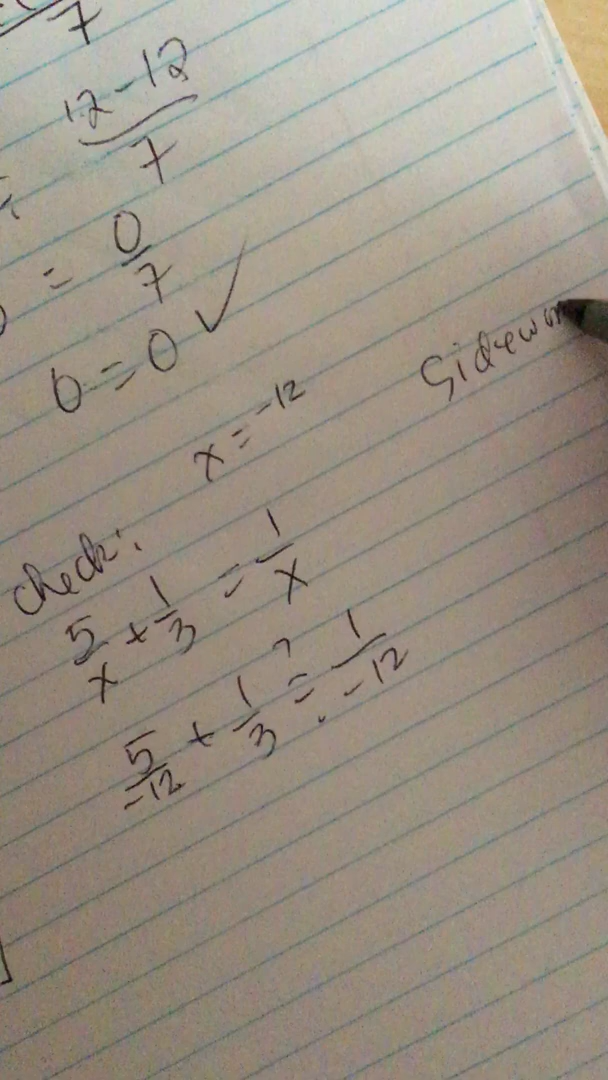 7
12-12
7
= 0/7
0=0 ✓
x=-12
Sidewor
check:
5/x + 1/3 = 1/x
5/-12 + 1/3 =? 1/-12